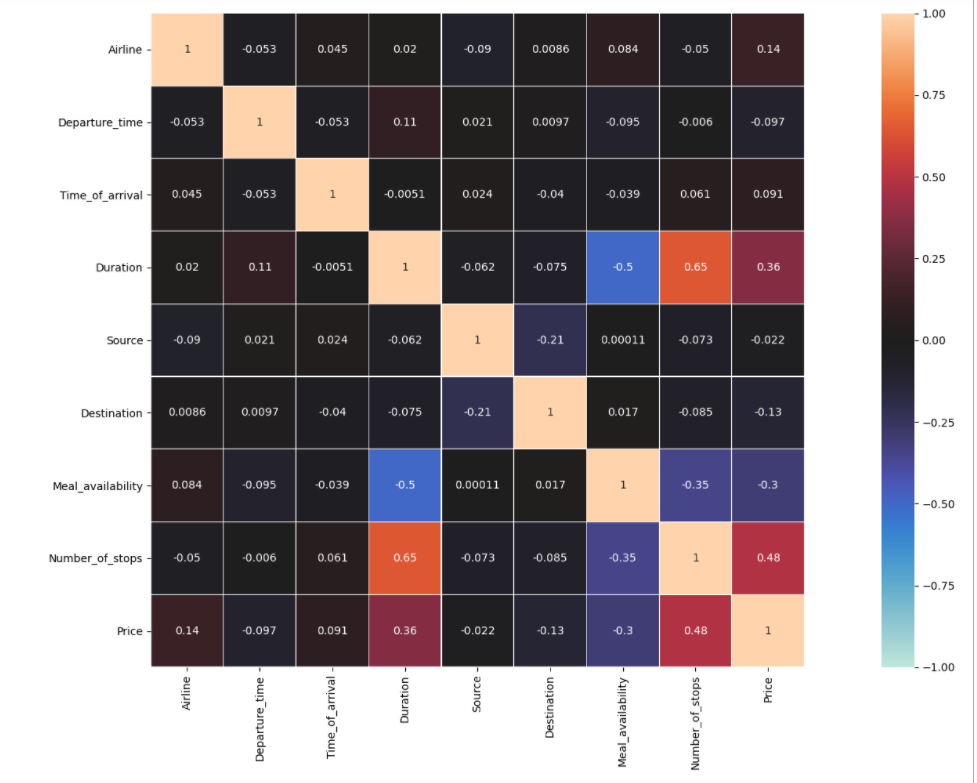 Airline 1 -0.053 0.045 0.02 -0.09 0.0086 0.084 -0.05 0.14
Departure_time -0.053 1 -0.053 0.11 0.021 0.0097 -0.095 -0.006 -0.097
Time_of_arrival 0.045 -0.053 1 -0.0051 0.024 -0.04 -0.039 0.061 0.091
Duration 0.02 0.11 -0.0051 1 -0.062 -0.075 -0.5 0.65 0.36
Source -0.09 0.021 0.024 -0.062 1 -0.21 0.00011 -0.073 -0.022
Destination 0.0086 0.0097 -0.04 -0.075 -0.21 1 0.017 -0.085 -0.13
Meal_availability 0.084 -0.095 -0.039 -0.5 0.00011 0.017 1 -0.35 -0.3
Number_of_stops -0.05 -0.006 0.061 0.65 -0.073 -0.085 -0.35 1 0.48
Price 0.14 -0.097 0.091 0.36 -0.022 -0.13 -0.3 0.48 1
Airline
Departure_time
Time_of_arrival
Duration
Source
Destination
Meal_availability
Number_of_stops
Price
1.00
0.75
0.50
0.25
0.00
−0.25
−0.50
−0.75
−1.00